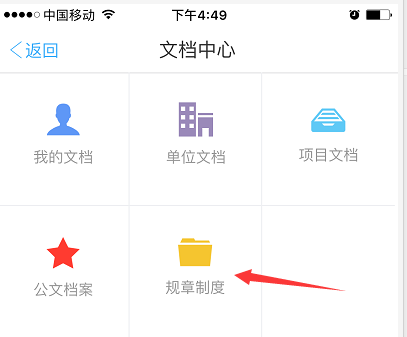 中国移动 下午4:49
返回 文档中心
我的文档 单位文档 项目文档
公文档案 规章制度